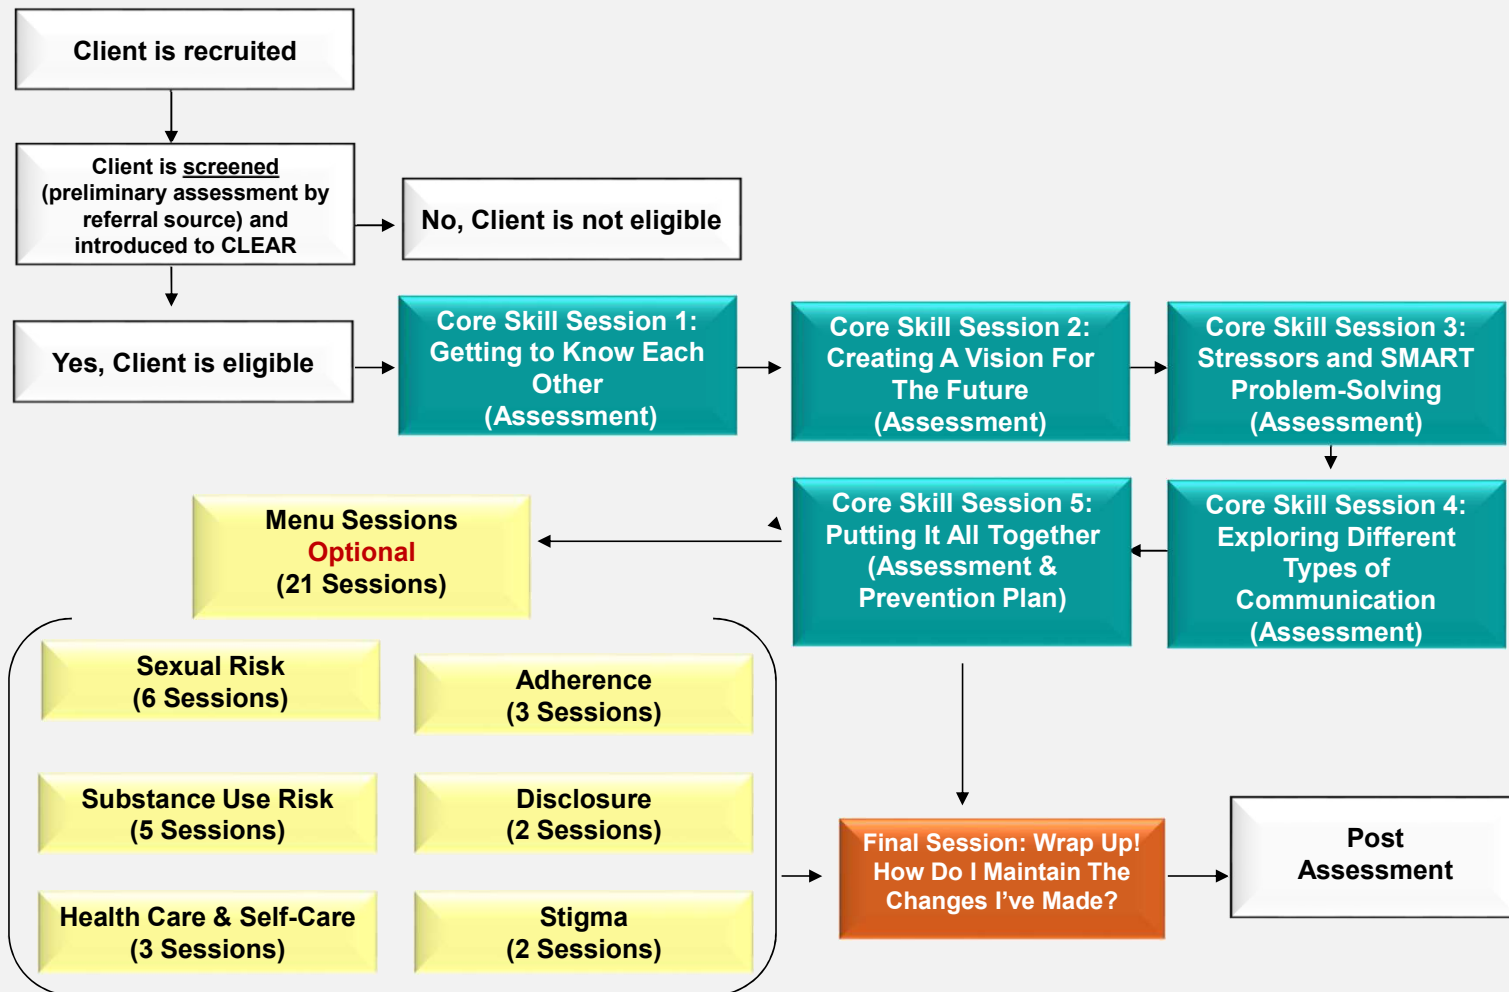 Client is recruited
Client is screened
(preliminary assessment by
referral source) and
introduced to CLEAR
No, Client is not eligible
Yes, Client is eligible
Core Skill Session 1:
Getting to Know Each
Other
(Assessment)
Core Skill Session 2:
Creating A Vision For
The Future
(Assessment)
Core Skill Session 3:
Stressors and SMART
Problem-Solving
(Assessment)
Core Skill Session 4:
Exploring Different
Types of
Communication
(Assessment)
Core Skill Session 5:
Putting It All Together
(Assessment &
Prevention Plan)
Menu Sessions
Optional
(21 Sessions)
Sexual Risk
(6 Sessions)
Adherence
(3 Sessions)
Substance Use Risk
(5 Sessions)
Disclosure
(2 Sessions)
Health Care & Self-Care
(3 Sessions)
Stigma
(2 Sessions)
Final Session: Wrap Up!
How Do I Maintain The
Changes I’ve Made?
Post
Assessment